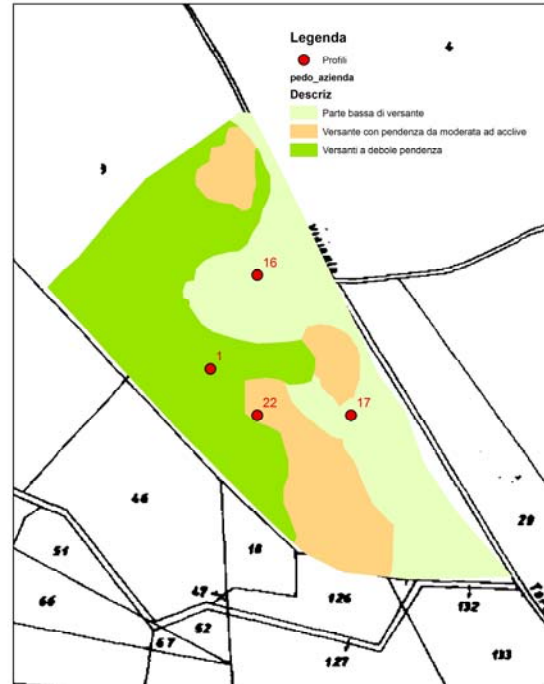 Legenda
Profili
pedo_azienda
Descriz
Parte bassa di versante
Versante con pendenza da moderata ad acclive
Versanti a debole pendenza
4
9
16
1
22
17
46
29
51
18
66
47
126
132
62
67
127
133